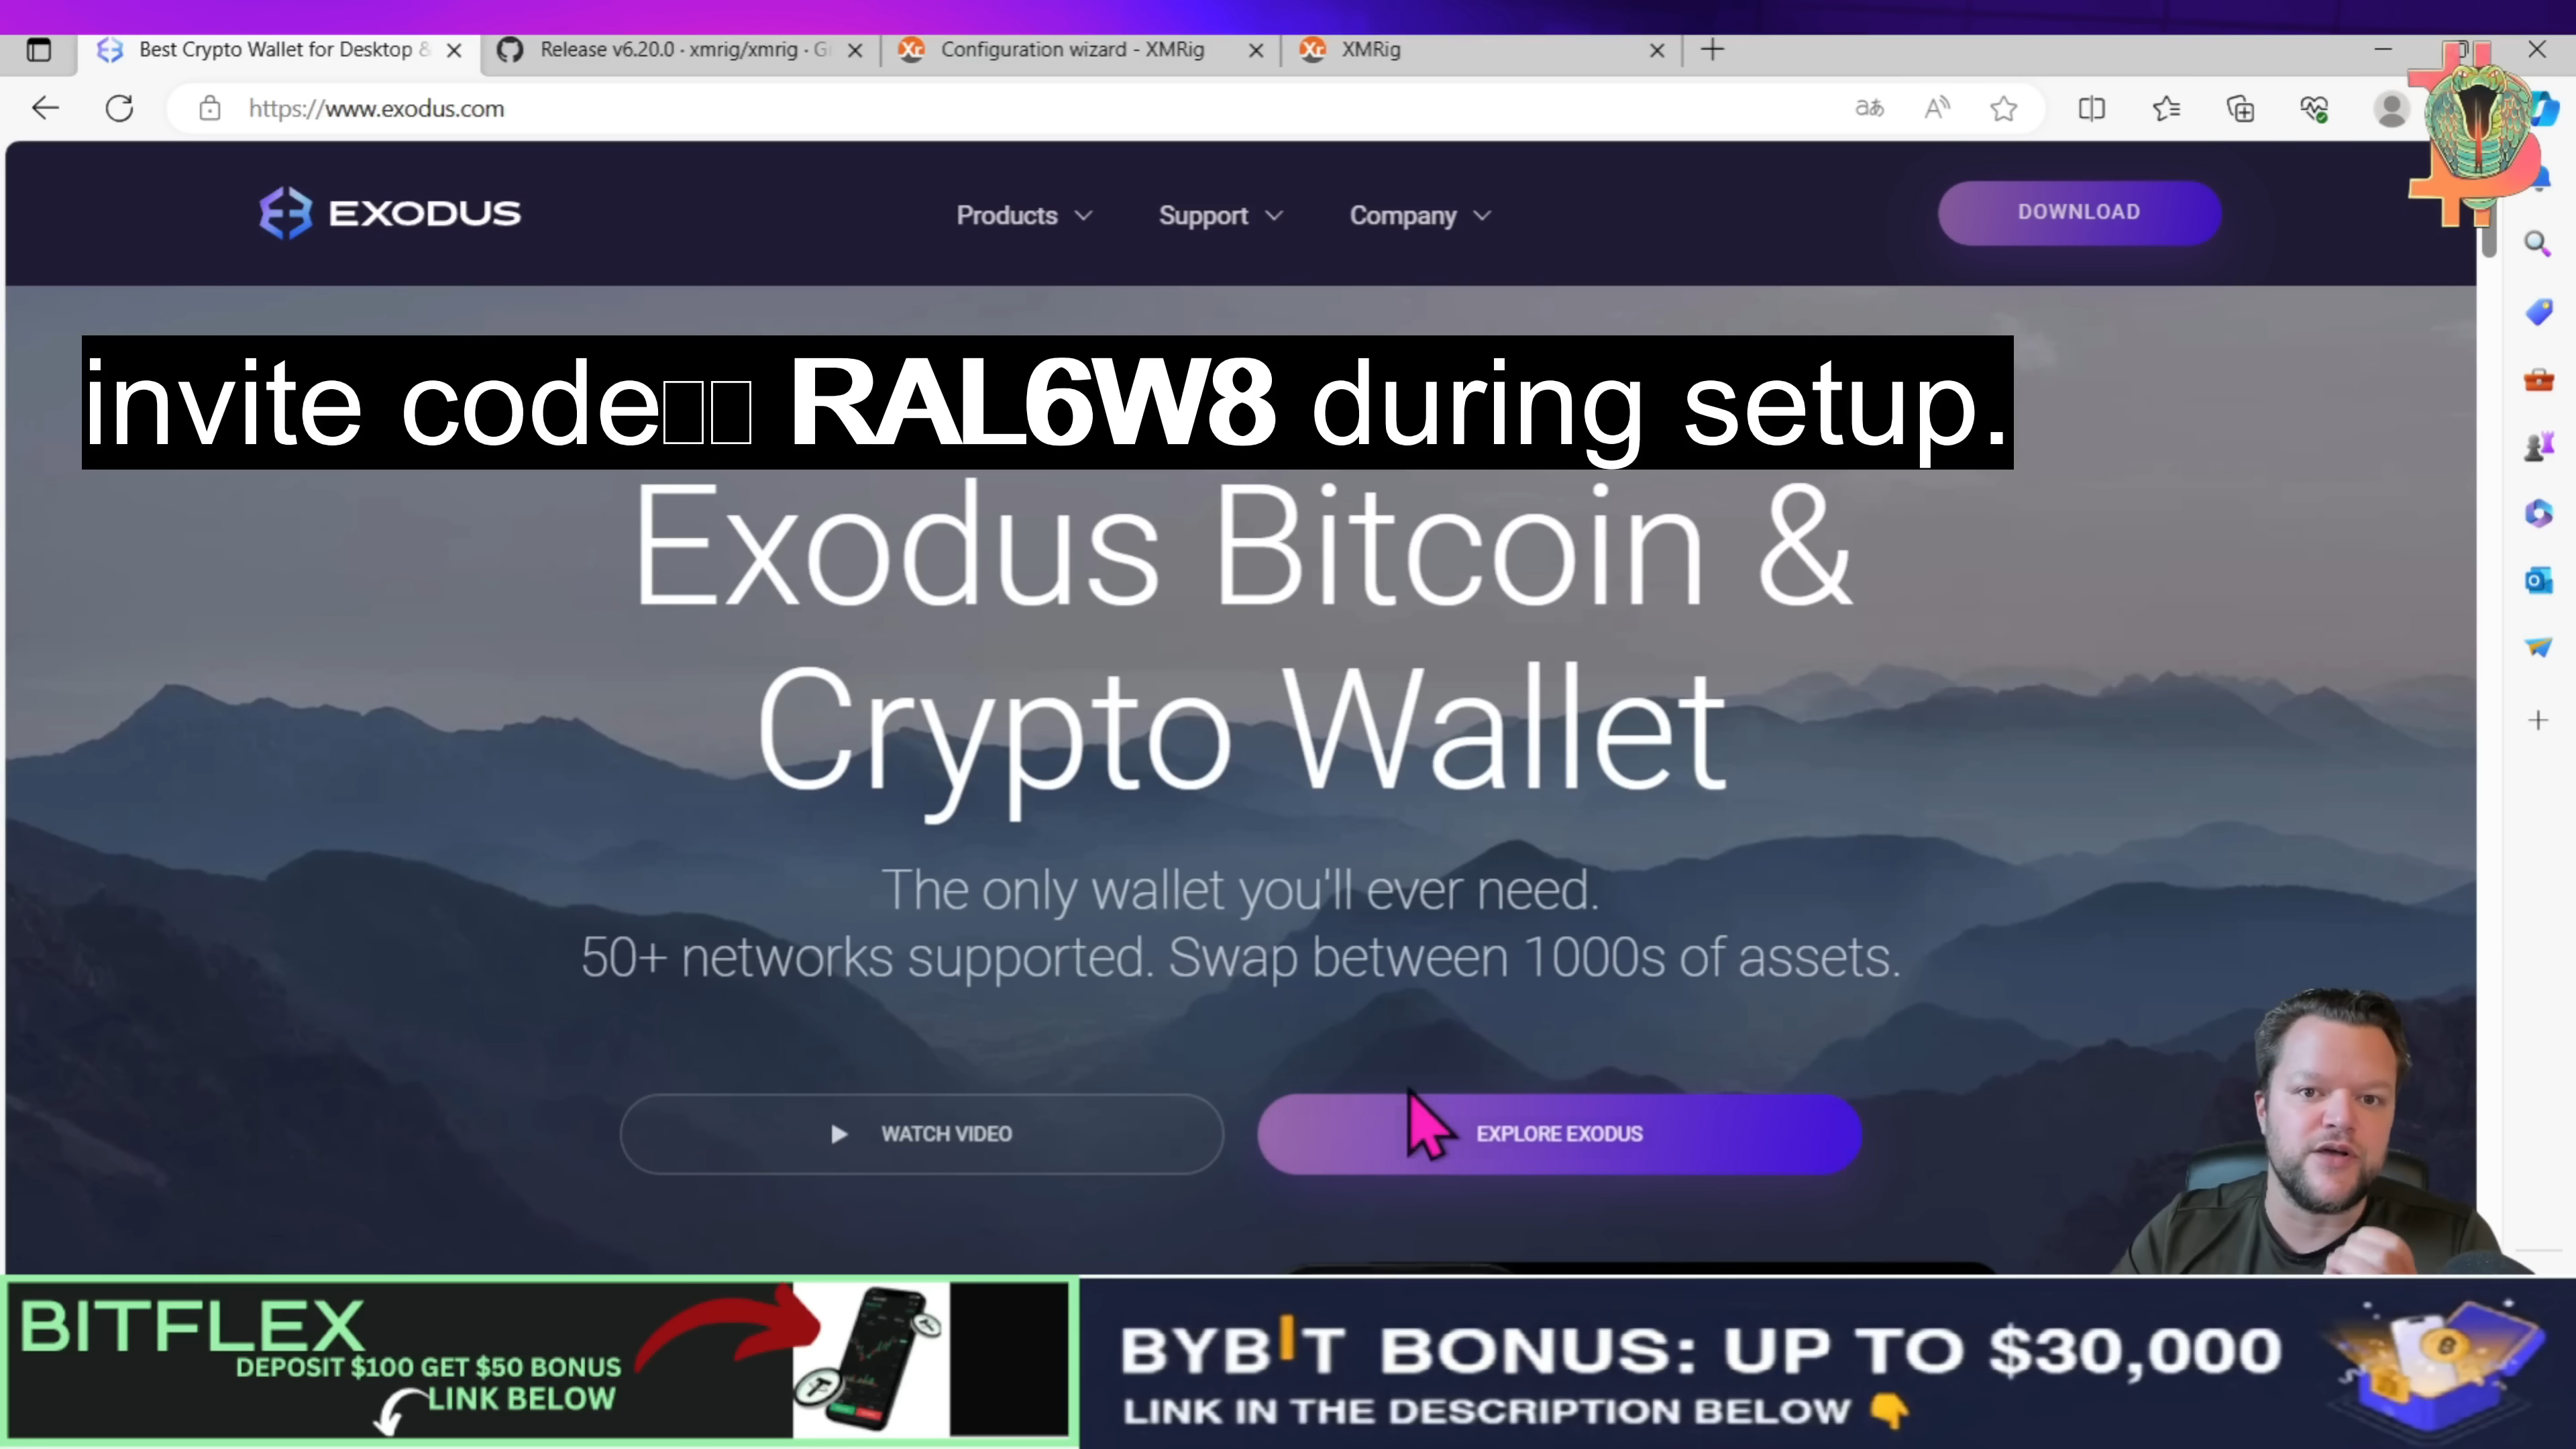 Best Crypto Wallet for Desktop &
Release v6.20.0 · xmrig/xmrig · Gi
Configuration wizard - XMRig
XMRig
https://www.exodus.com
EXODUS
Products
Support
Company
DOWNLOAD
invite code RAL6W8 during setup.
Exodus Bitcoin &
Crypto Wallet
The only wallet you'll ever need.
50+ networks supported. Swap between 1000s of assets.
WATCH VIDEO
EXPLORE EXODUS
BITFLEX
DEPOSIT $100 GET $50 BONUS
LINK BELOW
BYBIT BONUS: UP TO $30,000
LINK IN THE DESCRIPTION BELOW 👇